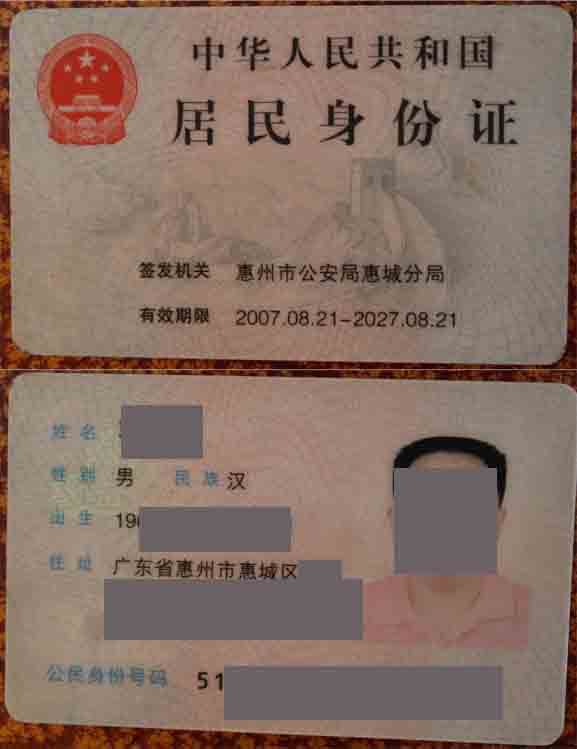 中华人民共和国
居民身份证
签发机关 惠州市公安局惠城分局
有效期限 2007.08.21-2027.08.21
姓名
性别 男 民族 汉
出生 19
住址 广东省惠州市惠城区
公民身份号码 51